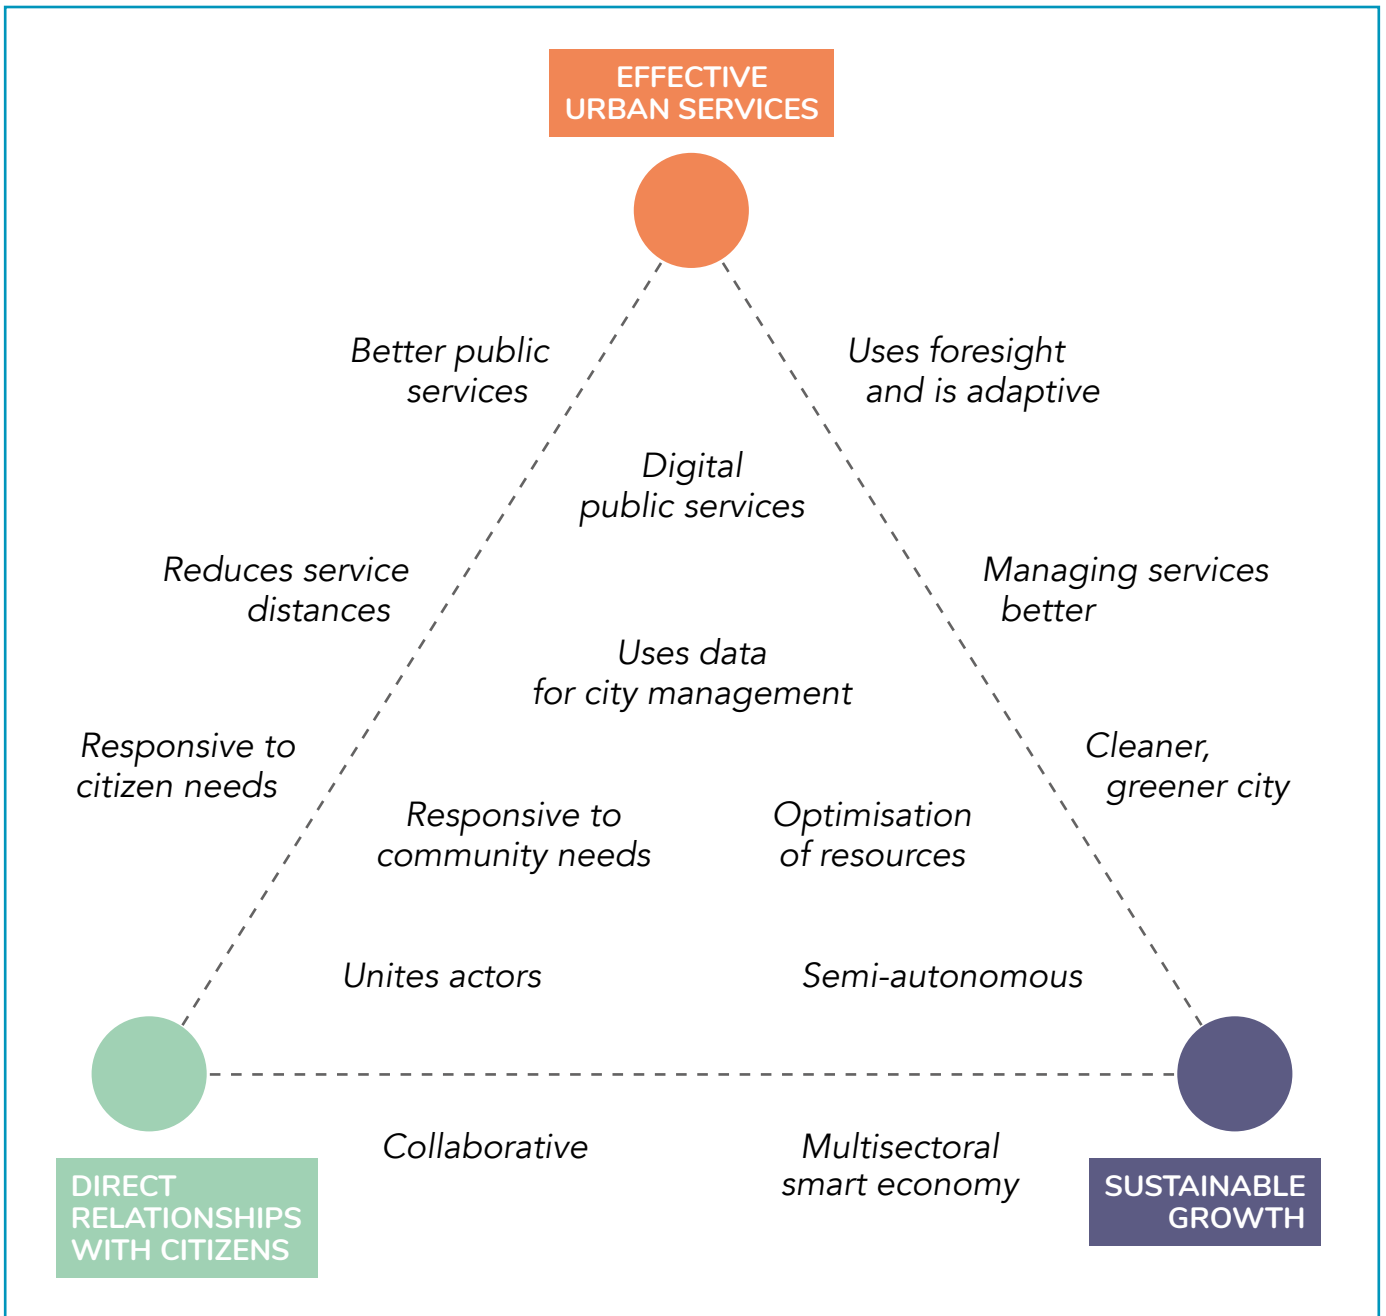 EFFECTIVE
URBAN SERVICES
Better public
services
Uses foresight
and is adaptive
Digital
public services
Reduces service
distances
Managing services
better
Uses data
for city management
Responsive to
citizen needs
Cleaner,
greener city
Responsive to
community needs
Optimisation
of resources
Unites actors
Semi-autonomous
Collaborative
Multisectoral
smart economy
DIRECT
RELATIONSHIPS
WITH CITIZENS
SUSTAINABLE
GROWTH